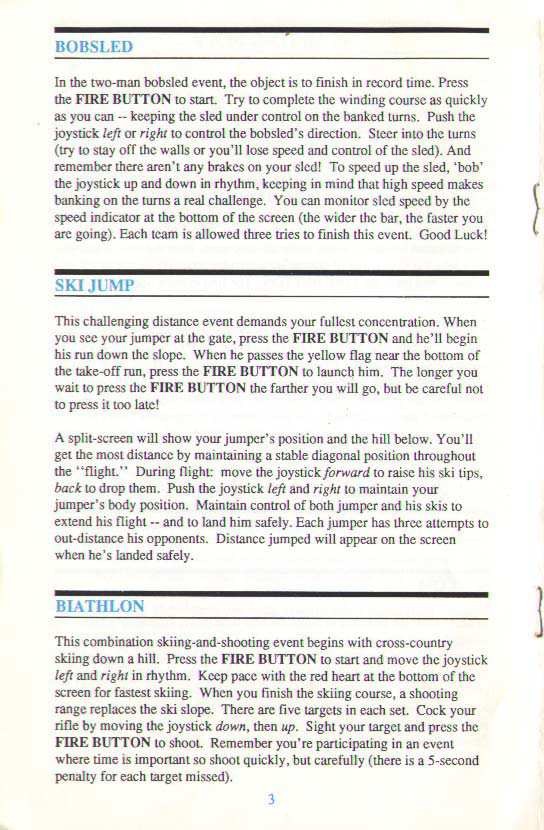 BOBSLED
In the two-man bobsled event, the object is to finish in record time. Press
the FIRE BUTTON to start. Try to complete the winding course as quickly
as you can -- keeping the sled under control on the banked turns. Push the
joystick left or right to control the bobsled's direction. Steer into the turns
(try to stay off the walls or you'll lose speed and control of the sled). And
remember there aren't any brakes on your sled! To speed up the sled, 'bob'
the joystick up and down in rhythm, keeping in mind that high speed makes
banking on the turns a real challenge. You can monitor sled speed by the
speed indicator at the bottom of the screen (the wider the bar, the faster you
are going). Each team is allowed three tries to finish this event. Good Luck!
SKI JUMP
This challenging distance event demands your fullest concentration. When
you see your jumper at the gate, press the FIRE BUTTON and he'll begin
his run down the slope. When he passes the yellow flag near the bottom of
the take-off run, press the FIRE BUTTON to launch him. The longer you
wait to press the FIRE BUTTON the farther you will go, but be careful not
to press it too late!
A split-screen will show your jumper's position and the hill below. You'll
get the most distance by maintaining a stable diagonal position throughout
the "flight." During flight: move the joystick forward to raise his ski tips,
back to drop them. Push the joystick left and right to maintain your
jumper's body position. Maintain control of both jumper and his skis to
extend his flight -- and to land him safely. Each jumper has three attempts to
out-distance his opponents. Distance jumped will appear on the screen
when he's landed safely.
BIATHLON
This combination skiing-and-shooting event begins with cross-country
skiing down a hill. Press the FIRE BUTTON to start and move the joystick
left and right in rhythm. Keep pace with the red heart at the bottom of the
screen for fastest skiing. When you finish the skiing course, a shooting
range replaces the ski slope. There are five targets in each set. Cock your
rifle by moving the joystick down, then up. Sight your target and press the
FIRE BUTTON to shoot. Remember you're participating in an event
where time is important so shoot quickly, but carefully (there is a 5-second
penalty for each target missed).
3